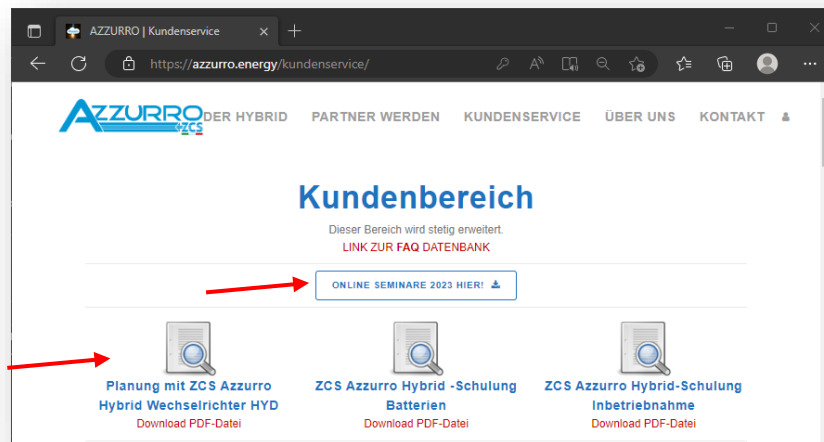 AZZURRO | Kundenservice
https://azzurro.energy/kundenservice/
AZZURRO
ZCS
DER HYBRID PARTNER WERDEN KUNDENSERVICE ÜBER UNS KONTAKT
Kundenbereich
Dieser Bereich wird stetig erweitert.
LINK ZUR FAQ DATENBANK
ONLINE SEMINARE 2023 HIER!
Planung mit ZCS Azzurro
Hybrid Wechselrichter HYD
Download PDF-Datei
ZCS Azzurro Hybrid -Schulung
Batterien
Download PDF-Datei
ZCS Azzurro Hybrid-Schulung
Inbetriebnahme
Download PDF-Datei